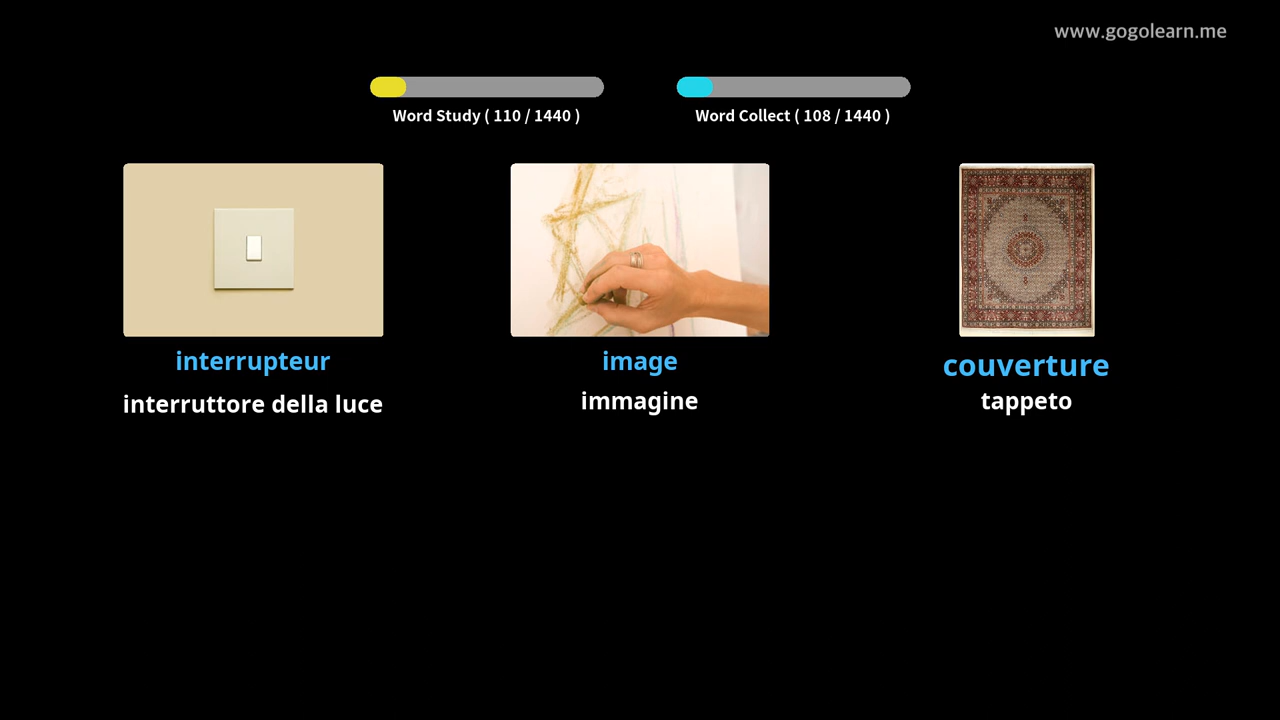 www.gogolearn.me
Word Study ( 110 / 1440 )
Word Collect ( 108 / 1440 )
interrupteur
interruttore della luce
image
immagine
couverture
tappeto